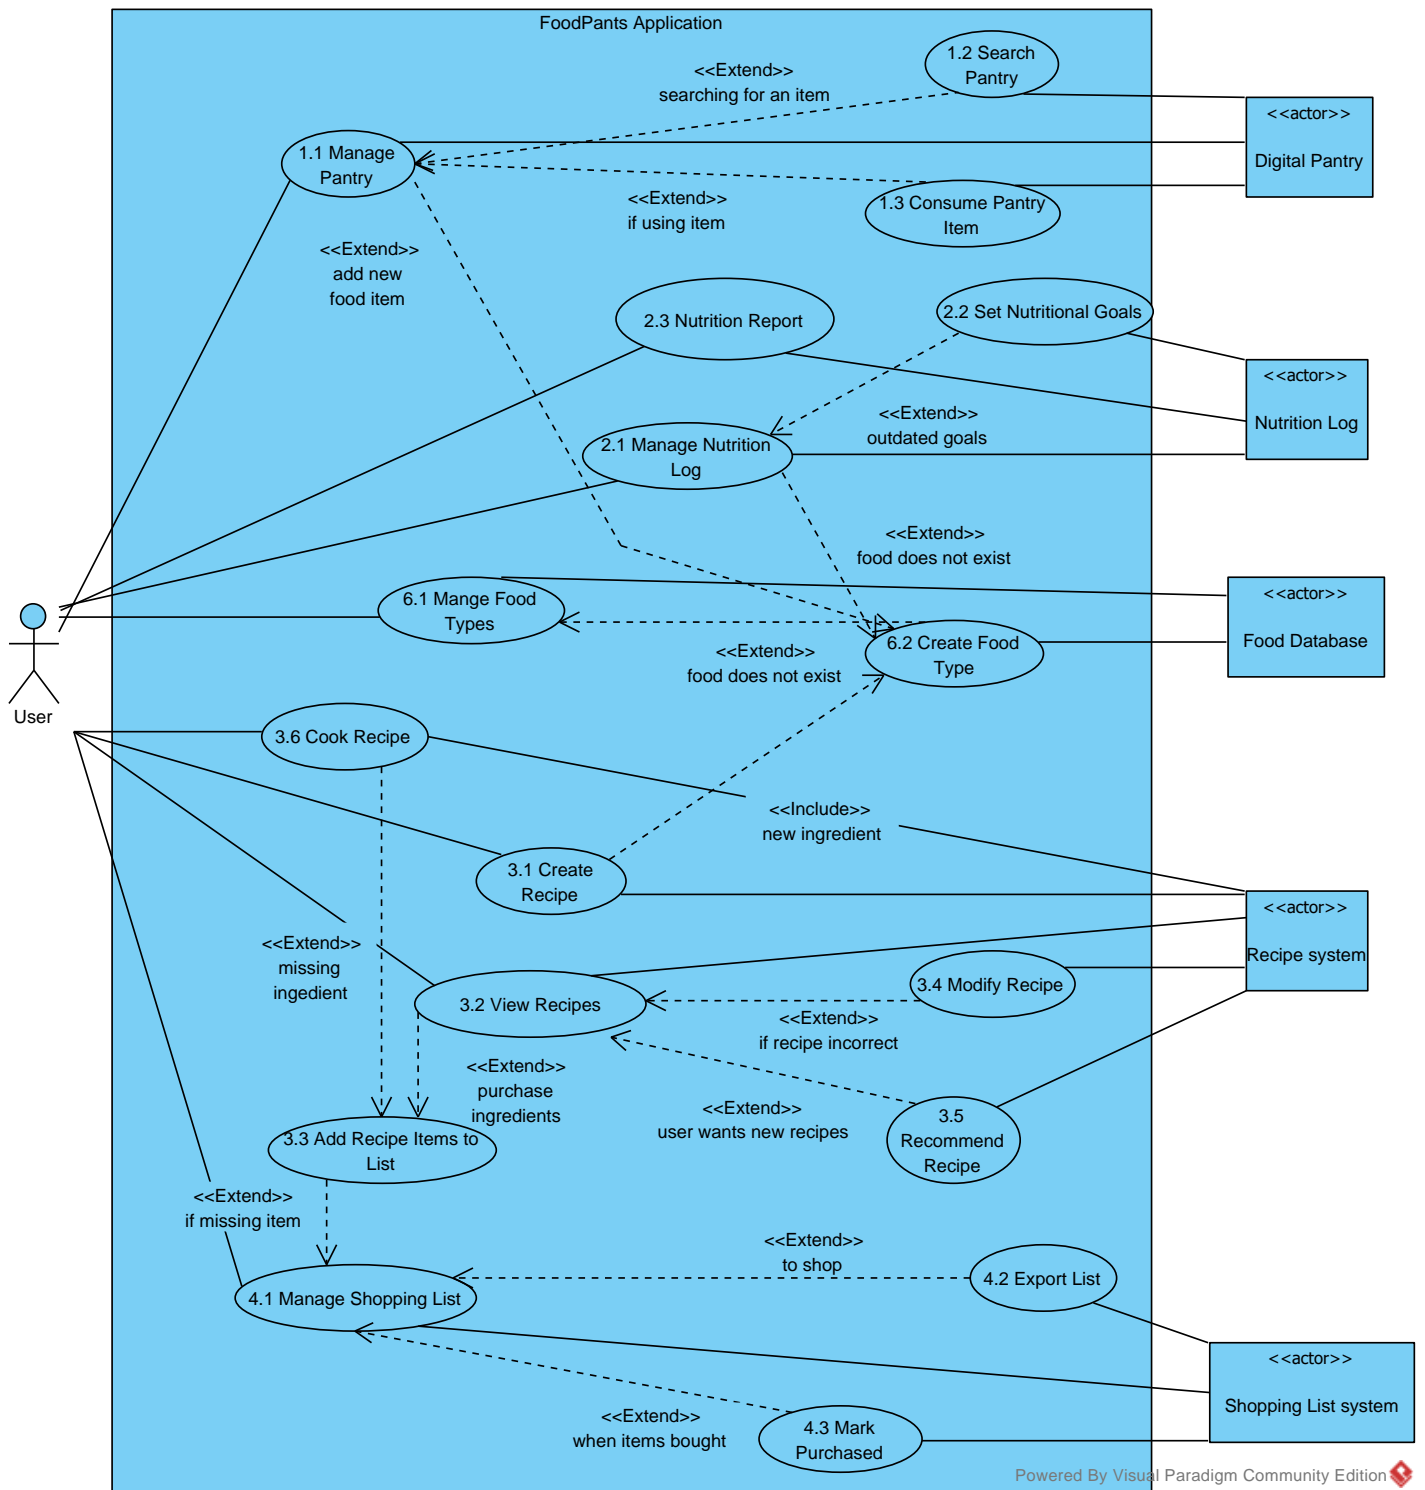 FoodPants Application
1.2 Search
Pantry
<<Extend>>
searching for an item
<<actor>>
Digital Pantry
1.1 Manage
Pantry
<<Extend>>
if using item
1.3 Consume Pantry
Item
<<Extend>>
add new
food item
2.3 Nutrition Report
2.2 Set Nutritional Goals
<<actor>>
Nutrition Log
<<Extend>>
outdated goals
2.1 Manage Nutrition
Log
<<Extend>>
food does not exist
6.1 Mange Food
Types
<<actor>>
Food Database
6.2 Create Food
Type
<<Extend>>
food does not exist
User
3.6 Cook Recipe
<<Include>>
new ingredient
3.1 Create
Recipe
<<actor>>
Recipe system
<<Extend>>
missing
ingedient
3.2 View Recipes
3.4 Modify Recipe
<<Extend>>
if recipe incorrect
<<Extend>>
purchase
ingredients
<<Extend>>
user wants new recipes
3.5
Recommend
Recipe
3.3 Add Recipe Items to
List
<<Extend>>
if missing item
<<Extend>>
to shop
4.2 Export List
4.1 Manage Shopping List
<<actor>>
Shopping List system
<<Extend>>
when items bought
4.3 Mark
Purchased
Powered By Visual Paradigm Community Edition